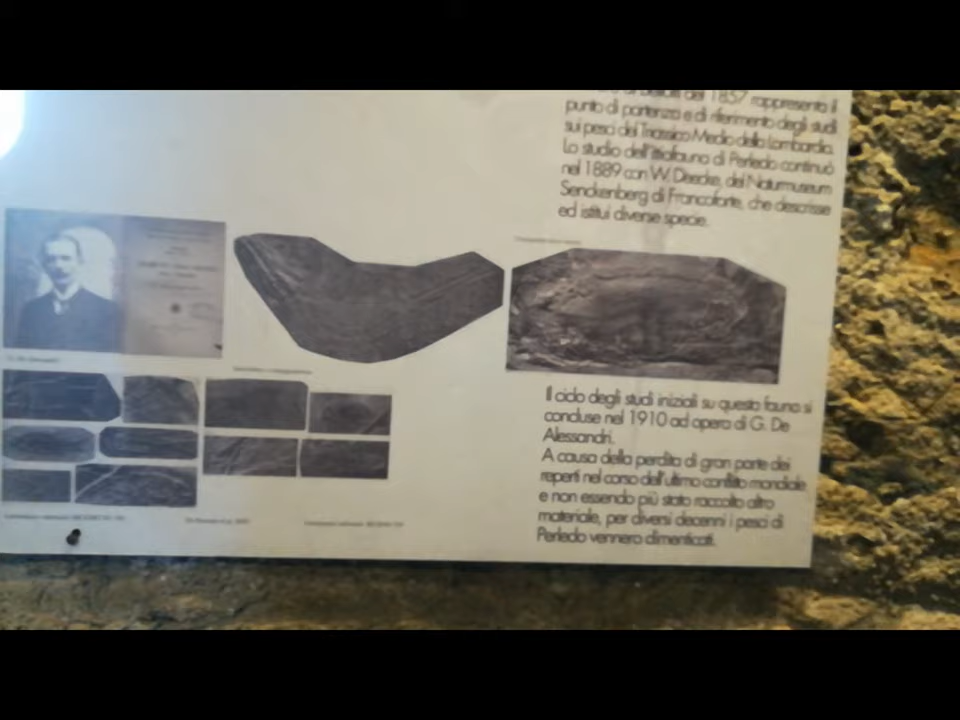 di Bellotti del 1857 rappresenta il
punto di partenza e di riferimento degli studi
sui pesci del Triassico Medio della Lombardia.
Lo studio dell'ittiofauna di Perledo continuò
nel 1889 con W. Deecke, del Naturmuseum
Senckenberg di Francoforte, che descrisse
ed istituì diverse specie.
Il ciclo degli studi iniziali su questa fauna si
concluse nel 1910 ad opera di G. De
Alessandri.
A causa della perdita di gran parte dei
reperti nel corso dell'ultimo conflitto mondiale
e non essendo più stato raccolto altro
materiale, per diversi decenni i pesci di
Perledo vennero dimenticati.